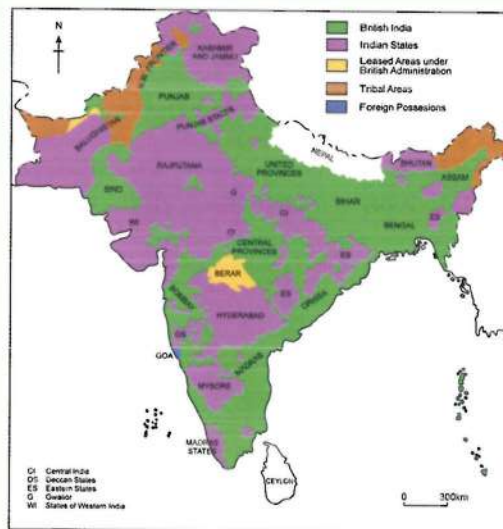 N
British India
Indian States
Leased Areas under
British Administration
Tribal Areas
Foreign Possesions
KASHMIR
AND JAMMU
N.W. FRONTIER
PUNJAB
PUNJAB STATES
BALUCHISTAN
RAJPUTANA
SIND
NEPAL
BHUTAN
ASSAM
UNITED
PROVINCES
BIHAR
BENGAL
G
CI
WI
CI
ES
CENTRAL
PROVINCES
ES
BERAR
ES
ORISSA
BOMBAY
HYDERABAD
DS
GOA
MADRAS
MYSORE
MADRAS
STATES
CEYLON
CI Central India
DS Deccan States
ES Eastern States
G Gwalior
WI States of Western India
0 300km